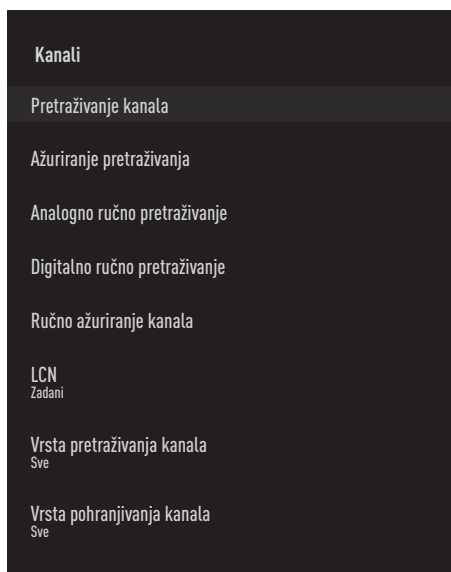 Kanali
Pretraživanje kanala
Ažuriranje pretraživanja
Analogno ručno pretraživanje
Digitalno ručno pretraživanje
Ručno ažuriranje kanala
LCN
Zadani
Vrsta pretraživanja kanala
Sve
Vrsta pohranjivanja kanala
Sve